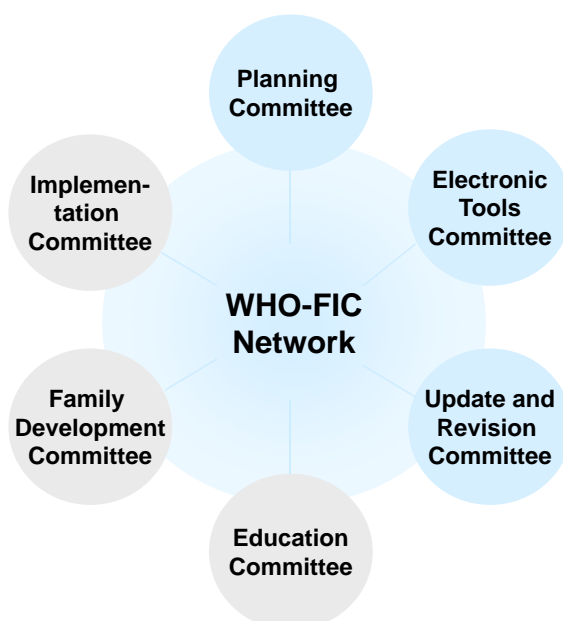 Planning
Committee
Implemen-
tation
Committee
Electronic
Tools
Committee
WHO-FIC
Network
Family
Development
Committee
Update and
Revision
Committee
Education
Committee